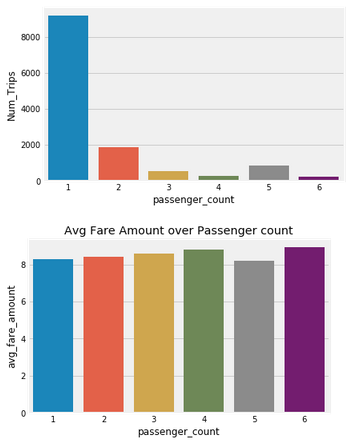 8000
6000
4000
2000
0
Num_Trips
1 2 3 4 5 6
passenger_count
Avg Fare Amount over Passenger count
8
6
4
2
0
avg_fare_amount
1 2 3 4 5 6
passenger_count